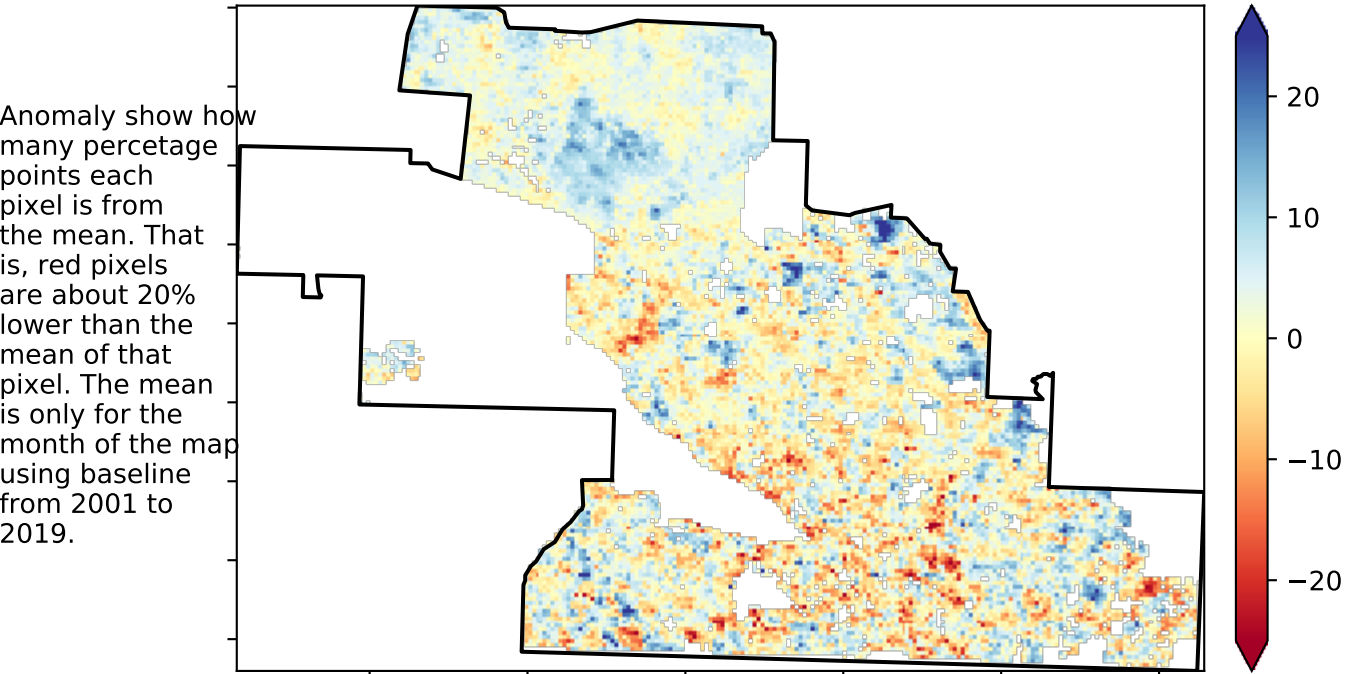 Anomaly show how
many percetage
points each
pixel is from
the mean. That
is, red pixels
are about 20%
lower than the
mean of that
pixel. The mean
is only for the
month of the map
using baseline
from 2001 to
2019.
20
10
0
−10
−20